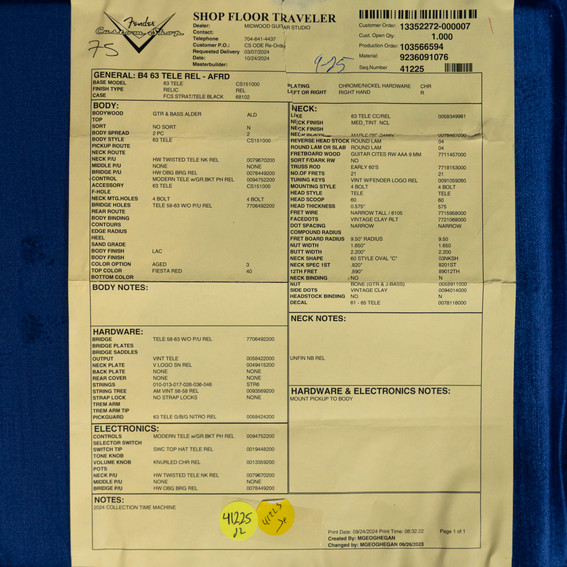 Fender
Custom Shop
75
SHOP FLOOR TRAVELER
Dealer: MIDWOOD GUITAR STUDIO
Contact:
Telephone 704-841-4437
Customer P.O CS ODE Re-Order
Requested Delivery 03/07/2024
Date 10/24/2024
Masterbuilder:
9-25
Customer Order: 13352272-000007
Cust. Open Qty: 1.000
Production Order: 103566594
Material: 9236091076
Seq.Number 41225
GENERAL: B4 63 TELE REL - AFRD
BASE MODEL 63 TELE CS151000
FINISH TYPE RELIC REL
CASE FCS STRAT/TELE BLACK 68102
PLATING CHROME/NICKEL HARDWARE CHR
LEFT OR RIGHT RIGHT HAND R
BODY:
BODYWOOD GTR & BASS ALDER ALD
TOP
SORT NO SORT N
BODY SPREAD 2 PC 2
BODY STYLE 63 TELE CS151000
PICKUP ROUTE
NECK ROUTE
NECK P/U HW TWISTED TELE NK REL 0079670200
MIDDLE P/U NONE NONE
BRIDGE P/U HW OBG BRG REL 0078449200
CONTROL MODERN TELE w/GR.BKT PH REL 0094752200
ACCESSORY 63 TELE CS151000
F-HOLE
NECK MTG.HOLES 4 BOLT 4 BOLT
BRIDGE HOLES TELE 58-63 W/O P/U REL 7706492200
REAR ROUTE
BODY BINDING
CONTOURS
EDGE RADIUS
HEEL
SAND GRADE
BODY FINISH LAC
BODY FINISH
COLOR OPTION AGED 3
TOP COLOR FIESTA RED 40
BOTTOM COLOR
BODY NOTES:
HARDWARE:
BRIDGE TELE 58-63 W/O P/U REL 7706492200
BRIDGE PLATES
BRIDGE SADDLES
OUTPUT VINT TELE 0058422000
NECK PLATE V LOGO SN REL 0049415200
BACK PLATE NONE NONE
REAR COVER NONE NONE
STRINGS 010-013-017-026-036-046 STR6
STRING TREE AM VINT 58-58 REL 0093569200
STRAP LOCK NO STRAP LOCKS NONE
TREM ARM
TREM ARM TIP
PICKGUARD 63 TELE G/B/G NITRO REL 0058424200
ELECTRONICS:
CONTROLS MODERN TELE w/GR.BKT PH REL 0094752200
SELECTOR SWITCH
SWITCH TIP SWC TOP HAT TELE REL 0019448200
TONE KNOB
VOLUME KNOB KNURLED CHR REL 0013359200
POTS
NECK P/U HW TWISTED TELE NK REL 0079670200
MIDDLE P/U NONE NONE
BRIDGE P/U HW OBG BRG REL 0078449200
NECK:
63 TELE CC/REL 0058349981
NECK FINISH MED,TINT NCL
NECK FINISH
REVERSE HEAD STOCK ROUND LAM 04
ROUND LAM OR SLAB ROUND LAM 04
FRETBOARD WOOD GUITAR CITES RW AAA 9 MM 7711457000
SORT F/DARK RW NO
TRUSS ROD EARLY 60'S 7718153000
NO.OF FRETS 21 21
TUNING KEYS VINT W/FENDER LOGO REL 0091059060
MOUNTING STYLE 4 BOLT 4 BOLT
HEAD STYLE TELE TELE
HEAD SCOOP 60 60
HEAD THICKNESS 0.575" 575
FRET WIRE NARROW TALL / 6105 7715958000
FACEDOTS VINTAGE CLAY RLT 7721068000
DOT SPACING NARROW NARROW
COMPOUND RADIUS
FRET BOARD RADIUS 9.50" RADIUS 9.50
NUT WIDTH 1.650" 1.650
BUTT WIDTH 2.200" 2.200
NECK SHAPE 60 STYLE OVAL "C" 03NKSH
NECK SPEC 1ST .820" 8201ST
12TH FRET .890" 89012TH
NECK BINDING NO N
NUT BONE (GTR & J-BASS)
SIDE DOTS VINTAGE CLAY 0094014000
HEADSTOCK BINDING NO N
DECAL 61 - 65 TELE 0078116000
NECK NOTES:
UNFIN NB REL
HARDWARE & ELECTRONICS NOTES:
MOUNT PICKUP TO BODY
NOTES:
2024 COLLECTION TIME MACHINE
41225
41225
Print Date: 09/24/2024 Print Time: 08:32:22 Page 1 of 1
Created By: MGEOGHEGAN
Changed by: MGEOGHEGAN 06/26/2023